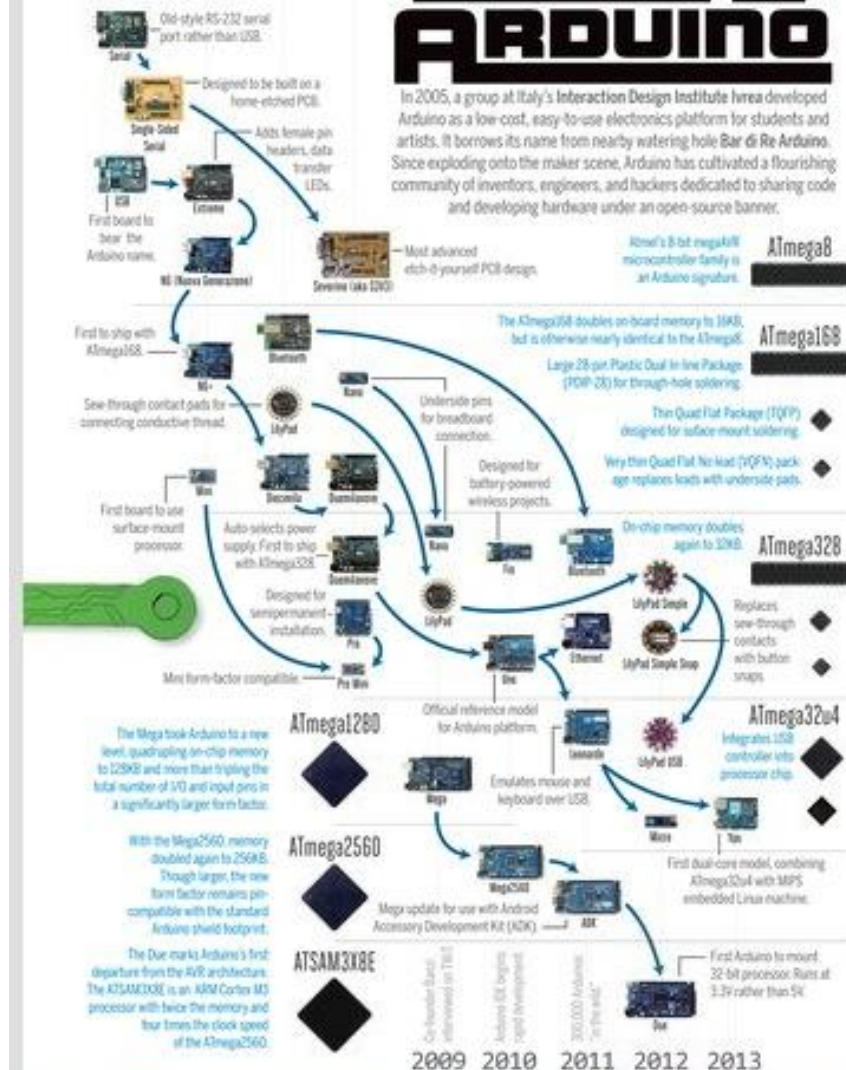 Old-style RS-232 serial
port rather than USB.
Serial
ARDUINO
Designed to be built on a
home-etched PCB.
Single-Sided
Serial
In 2005, a group at Italy's Interaction Design Institute Ivrea developed
Arduino as a low-cost, easy-to-use electronics platform for students and
artists. It borrows its name from nearby watering hole Bar di Re Arduino.
Since exploding onto the maker scene, Arduino has cultivated a flourishing
community of inventors, engineers, and hackers dedicated to sharing code
and developing hardware under an open-source banner.
Adds female pin
headers, data
transfer
LEDs.
USB
Extreme
First board to
bear the
Arduino name.
NG (Nuova Generazione)
Most advanced
etch-it-yourself PCB design.
Severino (aka S3V3)
Atmel's 8-bit megaAVR
microcontroller family is
an Arduino signature.
ATmega8
First to ship with
ATmega168.
NG+
Bluetooth
The ATmega168 doubles on-board memory to 16KB,
but is otherwise nearly identical to the ATmega8.
ATmega168
Large 28-pin Plastic Dual In-line Package
(PDIP-28) for through-hole soldering.
Sew-through contact pads for
connecting conductive thread.
LilyPad
Nano
Underside pins
for breadboard
connection.
Thin Quad Flat Package (TQFP)
designed for suface-mount soldering.
Very thin Quad Flat No-lead (VQFN) pack-
age replaces leads with underside pads.
Mini
First board to use
surface-mount
processor.
Diecimila
Duemilanove
Designed for
battery-powered
wireless projects.
Auto-selects power
supply. First to ship
with ATmega328.
Duemilanove
Nano
Fio
Bluetooth
On-chip memory doubles
again to 32KB.
ATmega328
Designed for
semipermanent
installation.
Pro
LilyPad
LilyPad Simple
Replaces
sew-through
contacts
with button
snaps.
Mini form-factor compatible.
Pro Mini
Uno
Ethernet
LilyPad Simple Snap
Official reference model
for Arduino platform.
The Mega took Arduino to a new
level, quadrupling on-chip memory
to 128KB and more than tripling the
total number of I/O and input pins in
a significantly larger form factor.
ATmega1280
Mega
Emulates mouse and
keyboard over USB.
Leonardo
LilyPad USB
ATmega32u4
Integrates USB
controller into
processor chip.
Micro
Yun
First dual-core model, combining
ATmega32u4 with MIPS
embedded Linux machine.
With the Mega2560, memory
doubled again to 256KB.
Though larger, the new
form factor remains pin-
compatible with the standard
Arduino shield footprint.
ATmega2560
Mega2560
Mega update for use with Android
Accessory Development Kit (ADK).
ADK
The Due marks Arduino's first
departure from the AVR architecture.
The ATSAM3X8E is an ARM Cortex M3
processor with twice the memory and
four times the clock speed
of the ATmega2560.
ATSAM3X8E
Co-founder Banzi
interviewed on TWiT.
Arduino IDE begins
rapid development.
300,000 Arduinos
"in the wild."
Due
First Arduino to mount
32-bit processor. Runs at
3.3V rather than 5V.
2009 2010 2011 2012 2013